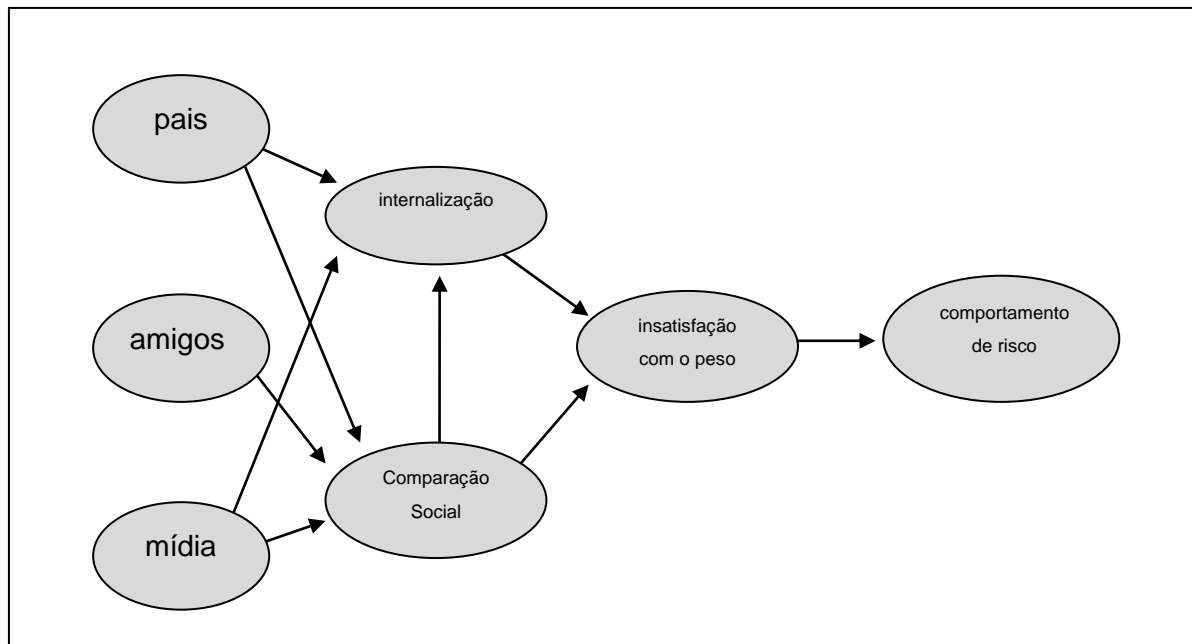 pais
internalização
amigos
insatisfação
com o peso
comportamento
de risco
Comparação
Social
mídia